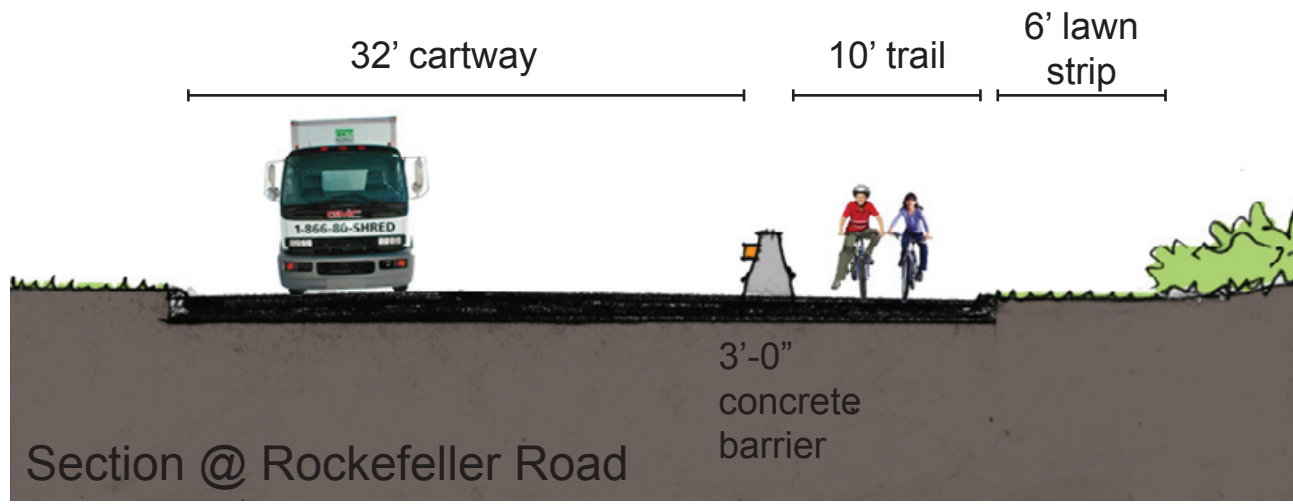 32’ cartway
10’ trail
6’ lawn
strip
GMC
1-866-80-SHRED
3’-0”
concrete
barrier
Section @ Rockefeller Road